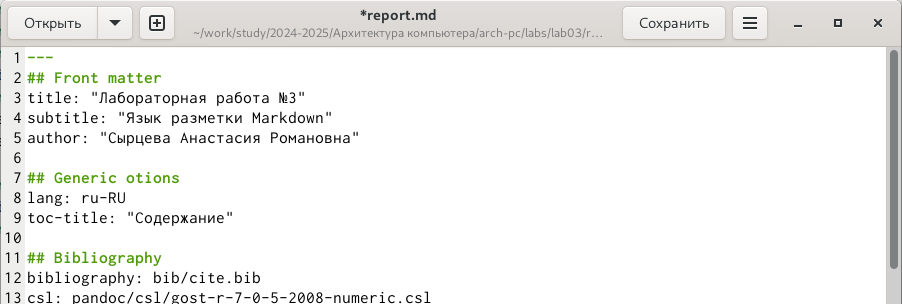 Открыть
*report.md
~/work/study/2024-2025/Архитектура компьютера/arch-pc/labs/lab03/r…
Сохранить
1 ---
2 ## Front matter
3 title: "Лабораторная работа №3"
4 subtitle: "Язык разметки Markdown"
5 author: "Сырцева Анастасия Романовна"
6
7 ## Generic otions
8 lang: ru-RU
9 toc-title: "Содержание"
10
11 ## Bibliography
12 bibliography: bib/cite.bib
13 csl: pandoc/csl/gost-r-7-0-5-2008-numeric.csl